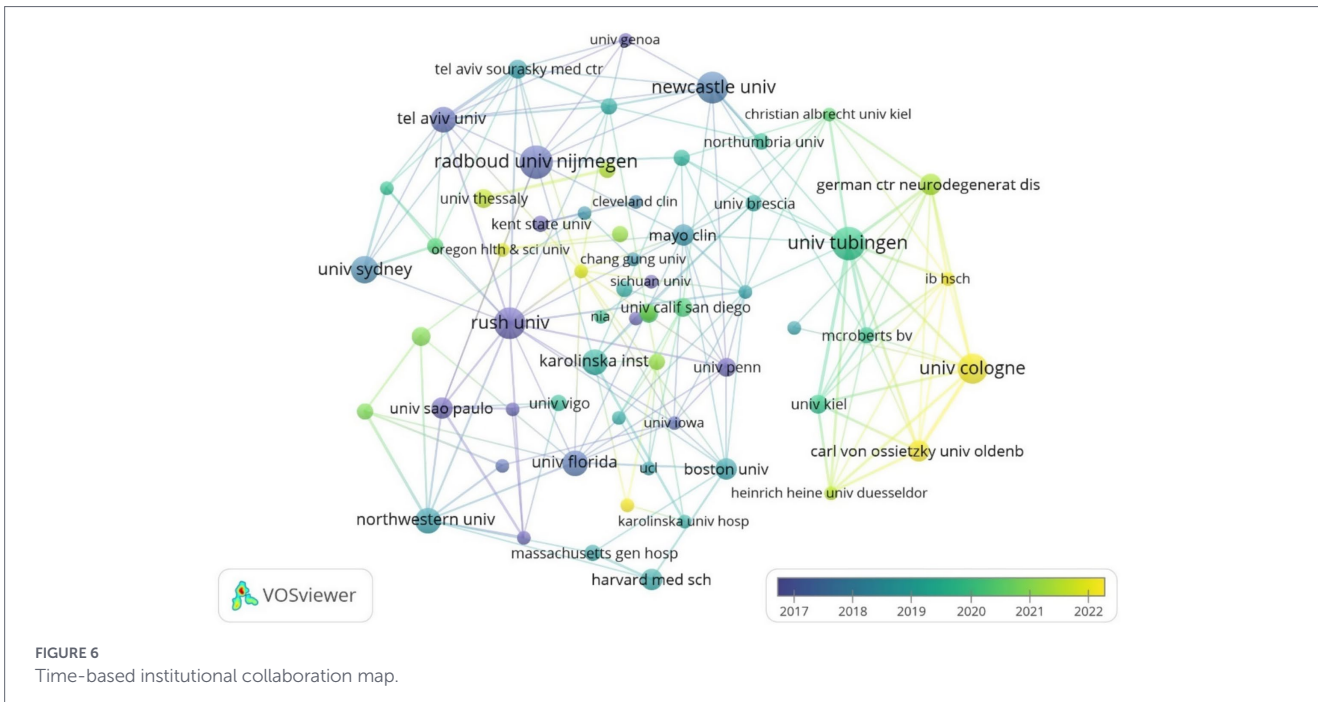 univ genoa
tel aviv sourasky med ctr
newcastle univ
christian albrecht univ kiel
tel aviv univ
northumbria univ
radboud univ nijmegen
german ctr neurodegenerat dis
univ thessaly
cleveland clin
univ brescia
kent state univ
mayo clin
univ tubingen
oregon hlth & sci univ
chang gung univ
univ sydney
sichuan univ
ib hsch
univ calif san diego
nia
rush univ
mcroberts bv
karolinska inst
univ penn
univ cologne
univ sao paulo
univ vigo
univ kiel
univ iowa
carl von ossietzky univ oldenb
univ florida
ucl
boston univ
heinrich heine univ duesseldor
northwestern univ
karolinska univ hosp
massachusetts gen hosp
harvard med sch
VOSviewer
2017 2018 2019 2020 2021 2022
FIGURE 6
Time-based institutional collaboration map.